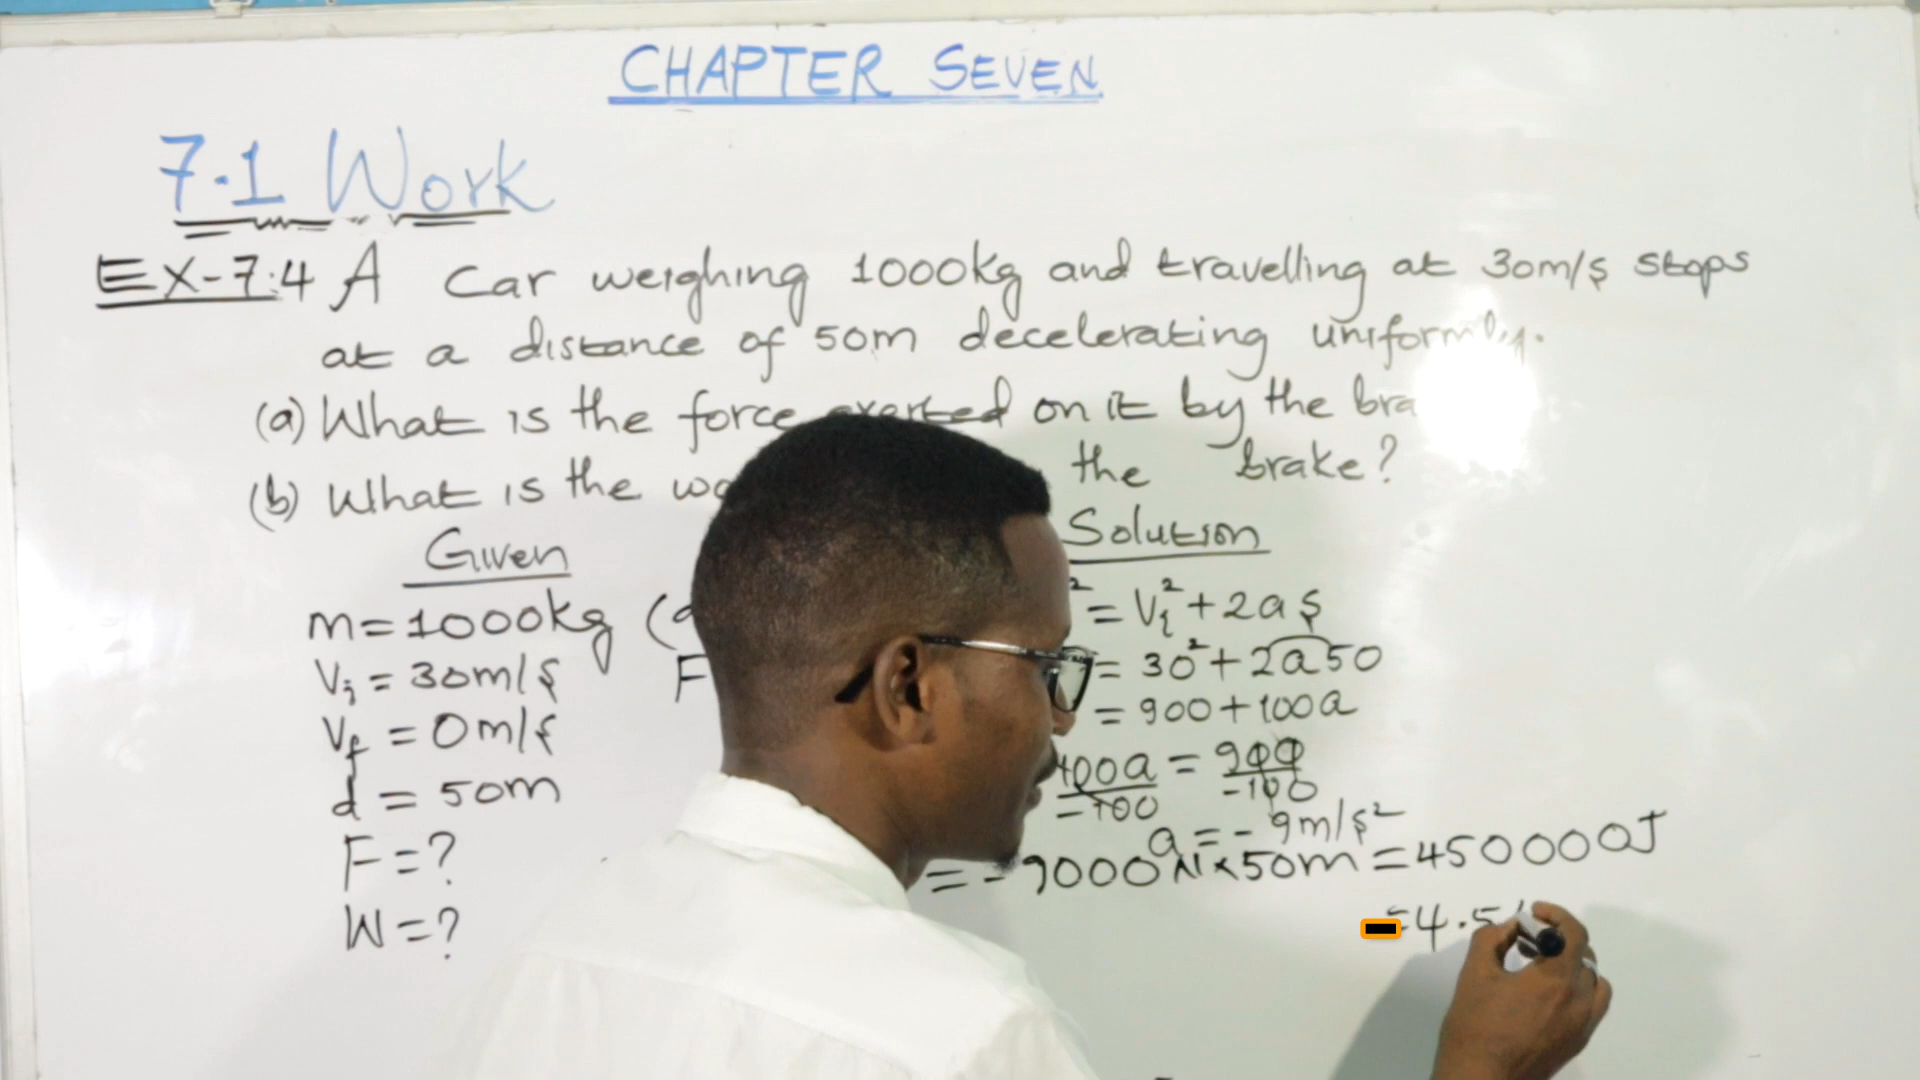 CHAPTER SEVEN
7.1 Work
EX-7.4 A car weighing 1000kg and travelling at 30m/s stops
at a distance of 50m decelerating uniformly.
(a) What is the force exerted on it by the
(b) What is the the brake?
Given
Solution
m=1000kg
Vi = 30m/s
Vf = 0m/s
d = 50m
F=?
W=?
F
² = Vi² + 2as
= 30² + 2a50
= 900 + 100a
a = 900
-100 -100
a = -9m/s²
= -9000N × 50m = 450000J
= 4.5